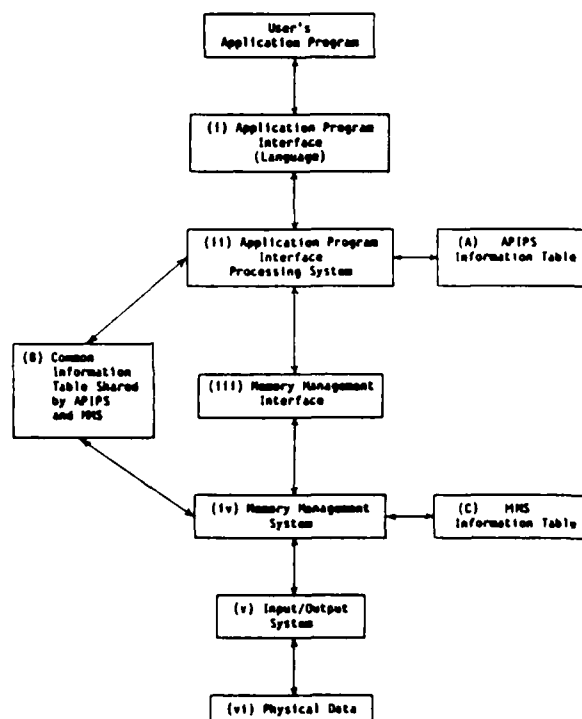 User's
Application Program
(i) Application Program
Interface
(Language)
(ii) Application Program
Interface
Processing System
(A) APIPS
Information Table
(B) Common
Information
Table Shared
by APIPS
and MMS
(iii) Memory Management
Interface
(iv) Memory Management
System
(C) MMS
Information Table
(v) Input/Output
System
(vi) Physical Data